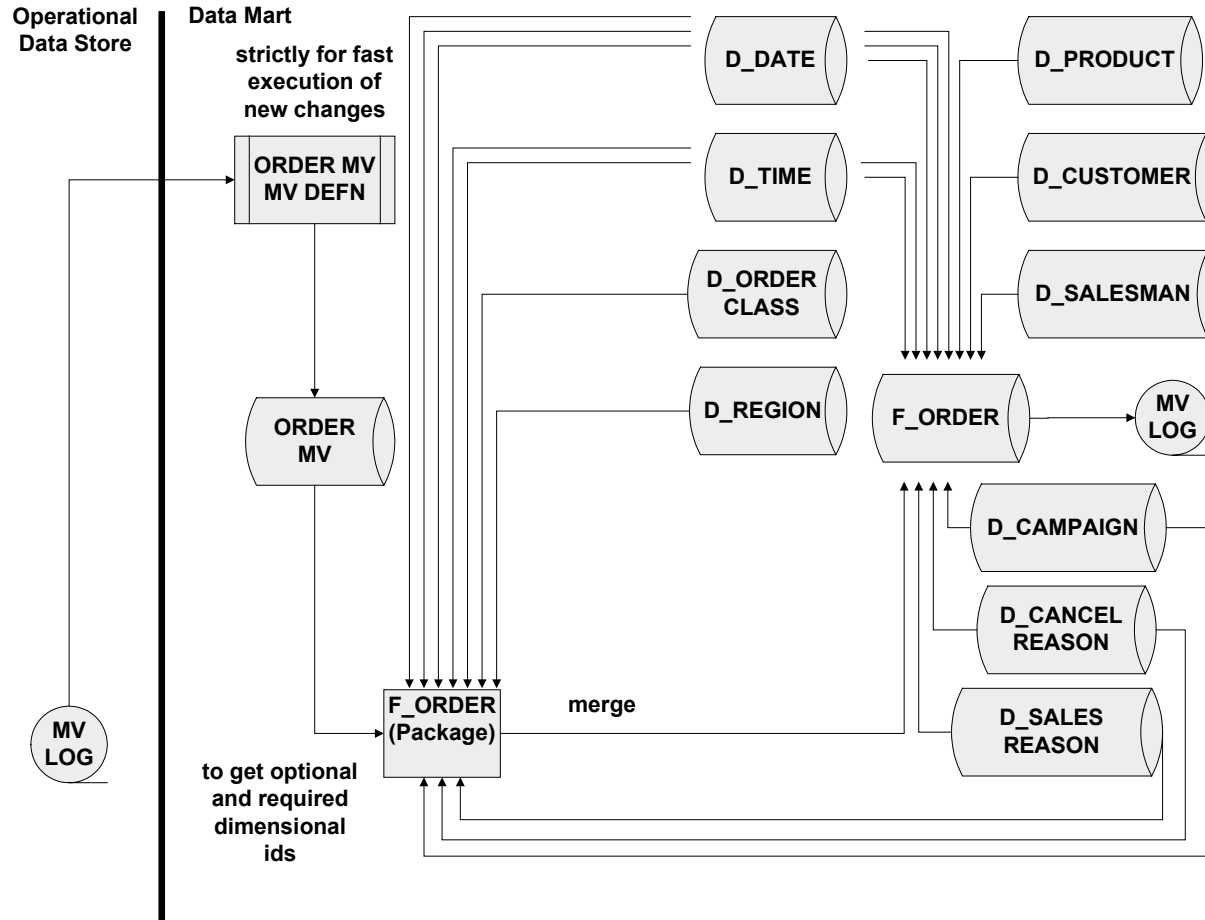 Operational
Data Store
Data Mart
strictly for fast
execution of
new changes
ORDER MV
MV DEFN
ORDER
MV
MV
LOG
to get optional
and required
dimensional
ids
F_ORDER
(Package)
merge
D_DATE
D_TIME
D_ORDER
CLASS
D_REGION
D_PRODUCT
D_CUSTOMER
D_SALESMAN
F_ORDER
MV
LOG
D_CAMPAIGN
D_CANCEL
REASON
D_SALES
REASON